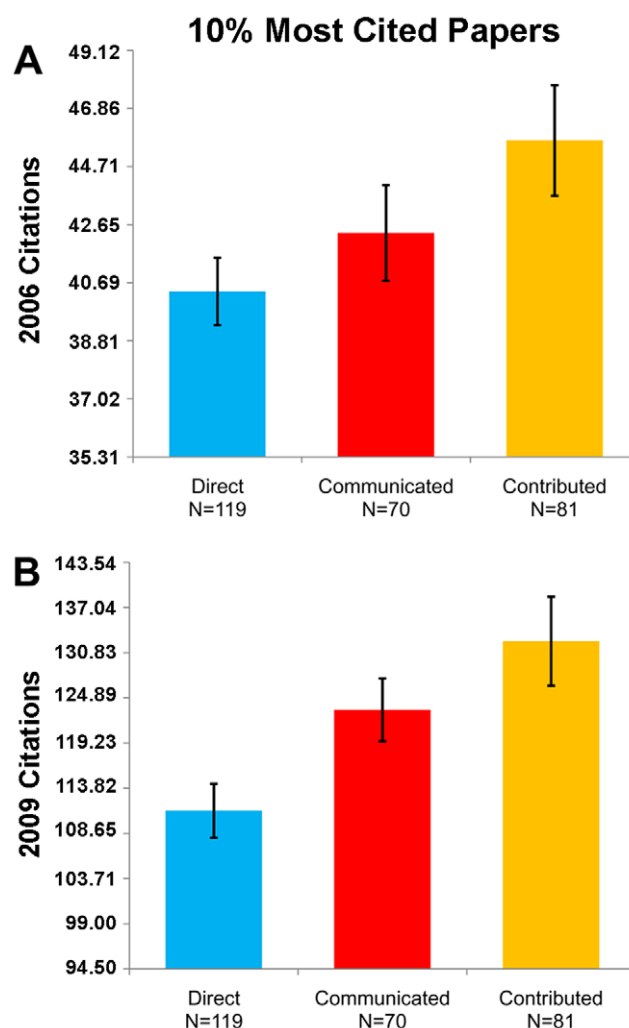 10% Most Cited Papers
A
2006 Citations
49.12
46.86
44.71
42.65
40.69
38.81
37.02
35.31
Direct
N=119
Communicated
N=70
Contributed
N=81
B
2009 Citations
143.54
137.04
130.83
124.89
119.23
113.82
108.65
103.71
99.00
94.50
Direct
N=119
Communicated
N=70
Contributed
N=81